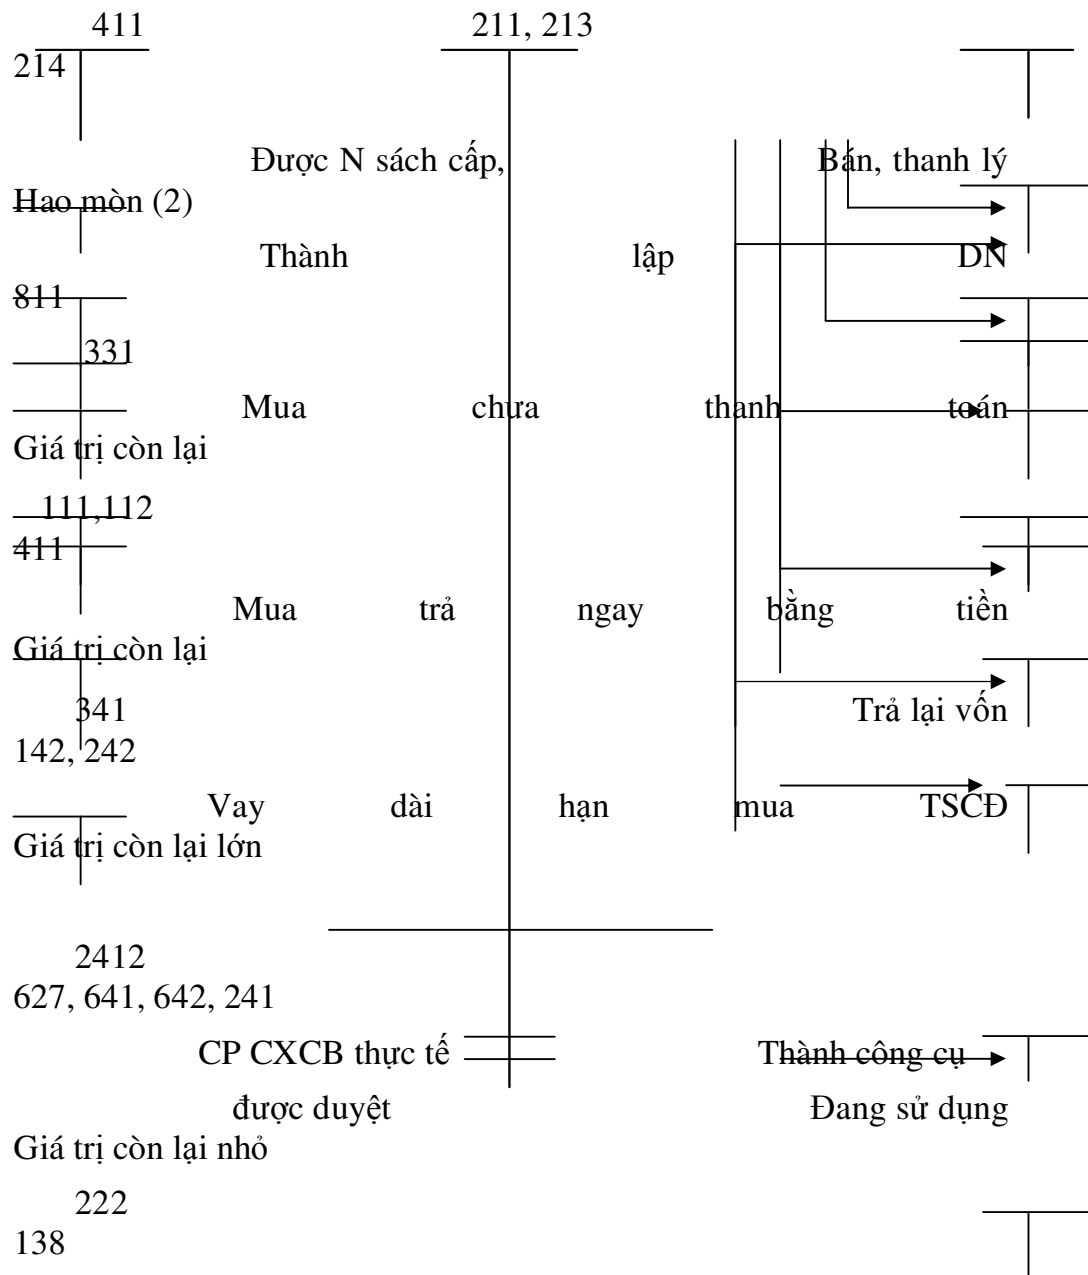 411 211, 213
214
Được N sách cấp, Bán, thanh lý
Hao mòn (2)
Thành lập DN
811
331
Mua chưa thanh toán
Giá trị còn lại
111,112
411
Mua trả ngay bằng tiền
Giá trị còn lại
341 Trả lại vốn
142, 242
Vay dài hạn mua TSCĐ
Giá trị còn lại lớn
2412
627, 641, 642, 241
CP CXCB thực tế Thành công cụ
được duyệt Đang sử dụng
Giá trị còn lại nhỏ
222
138